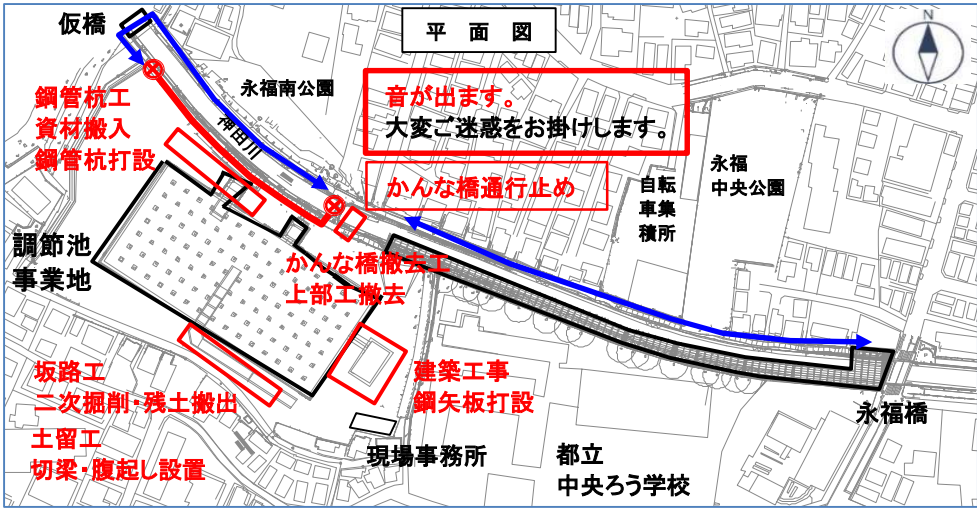 仮橋
平面図
N
永福南公園
神田川
音が出ます。
大変ご迷惑をお掛けします。
鋼管杭工
資材搬入
鋼管杭打設
かんな橋通行止め
自転
車集
積所
永福
中央公園
調節池
事業地
かんな橋撤去工
上部工撤去
坂路工
二次掘削・残土搬出
土留工
切梁・腹起し設置
建築工事
鋼矢板打設
現場事務所
都立
中央ろう学校
永福橋